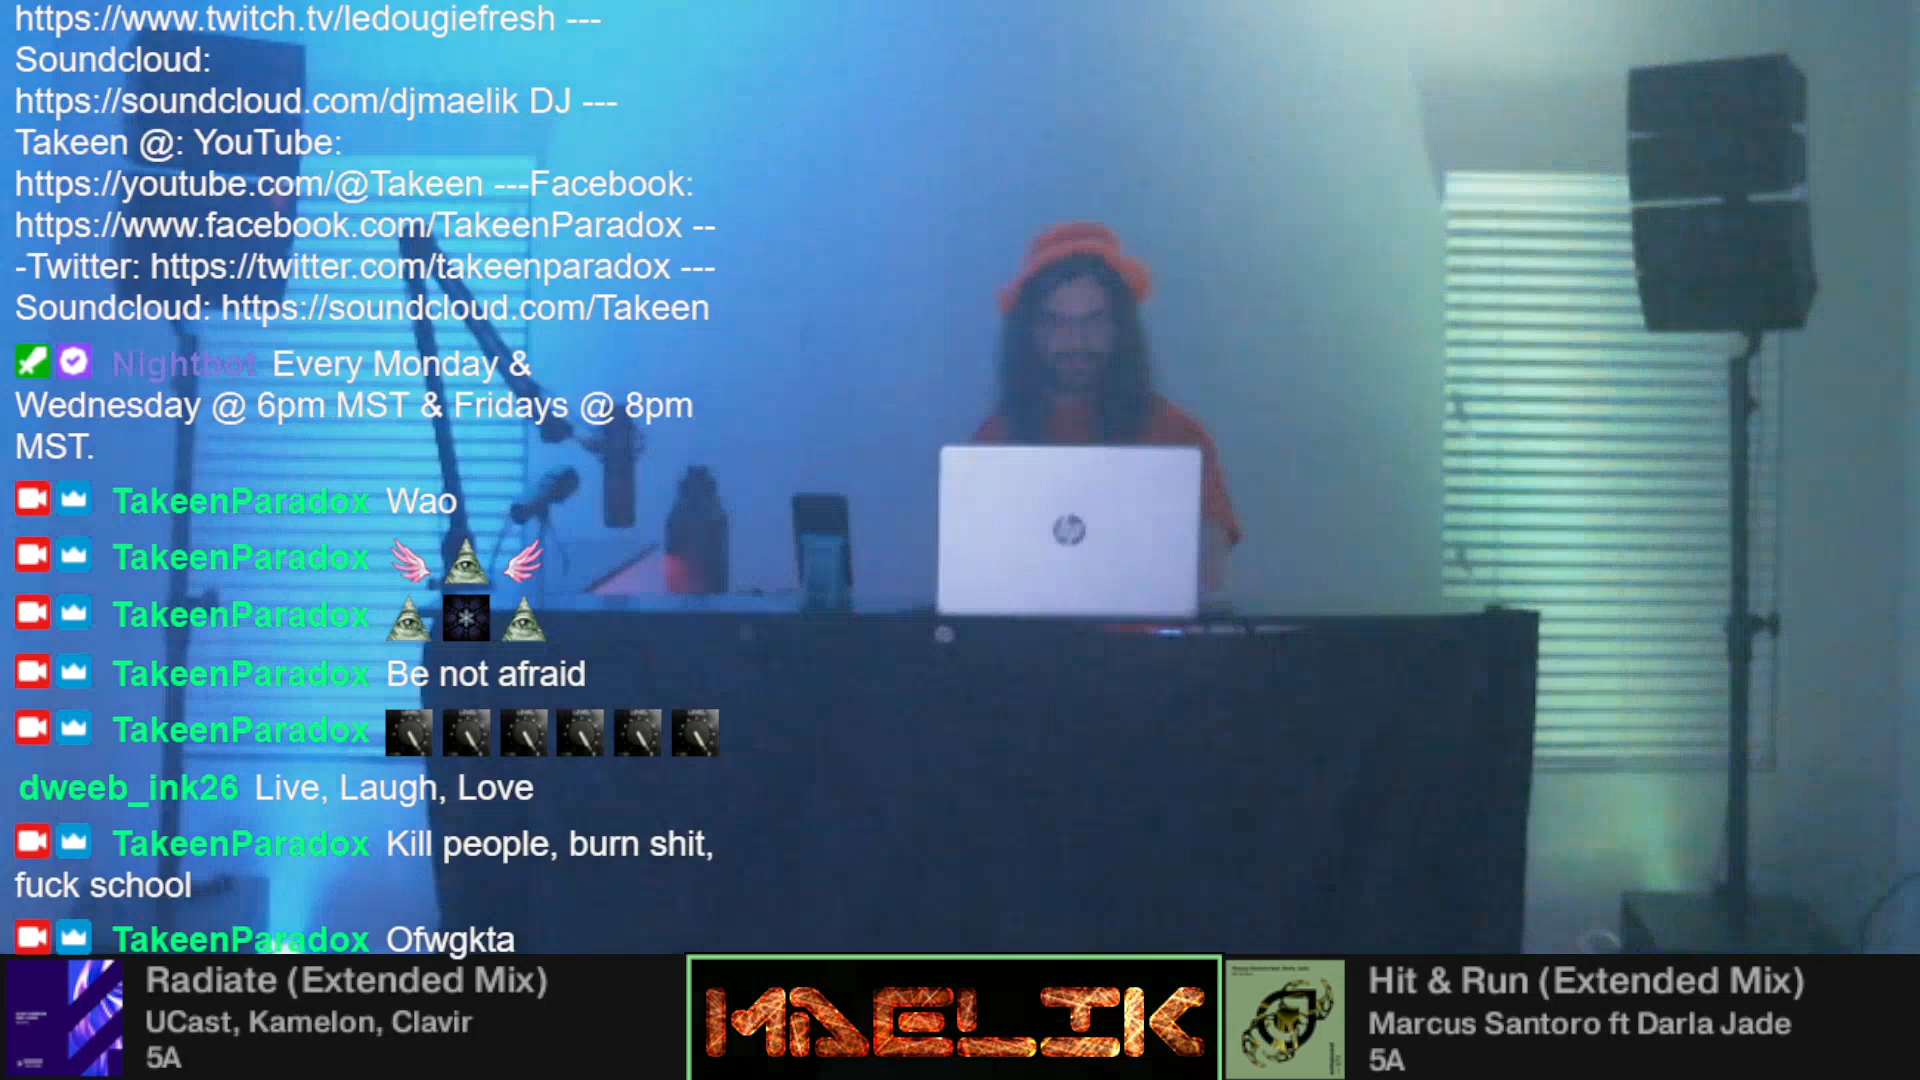 https://www.twitch.tv/ledougiefresh ---
Soundcloud:
https://soundcloud.com/djmaelik DJ ---
Takeen @: YouTube:
https://youtube.com/@Takeen ---Facebook:
https://www.facebook.com/TakeenParadox --
-Twitter: https://twitter.com/takeenparadox ---
Soundcloud: https://soundcloud.com/Takeen
Nightbot Every Monday &
Wednesday @ 6pm MST & Fridays @ 8pm
MST.
TakeenParadox Wao
TakeenParadox
TakeenParadox
TakeenParadox Be not afraid
TakeenParadox
dweeb_ink26 Live, Laugh, Love
TakeenParadox Kill people, burn shit,
fuck school
TakeenParadox Ofwgkta
hp
Radiate (Extended Mix)
UCast, Kamelon, Clavir
5A
MAELIK
Hit & Run (Extended Mix)
Marcus Santoro ft Darla Jade
5A